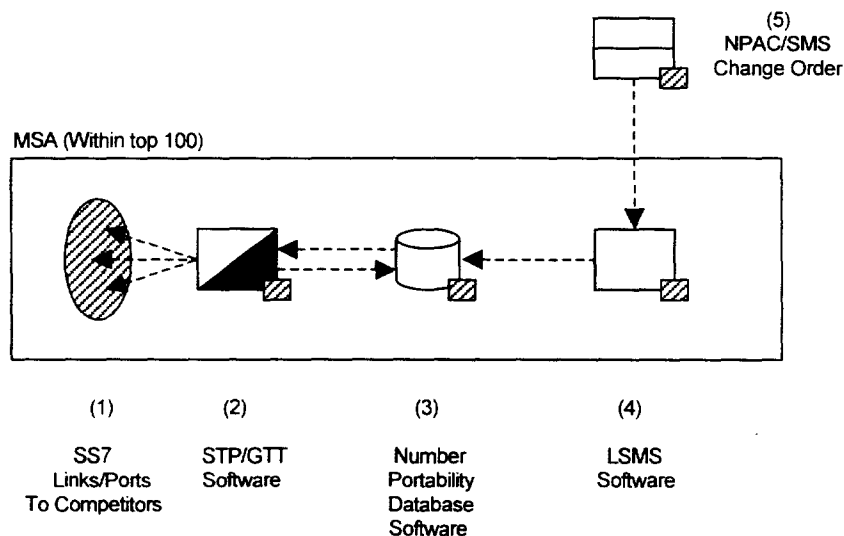 (5)
NPAC/SMS
Change Order
MSA (Within top 100)
(1)
SS7
Links/Ports
To Competitors
(2)
STP/GTT
Software
(3)
Number
Portability
Database
Software
(4)
LSMS
Software